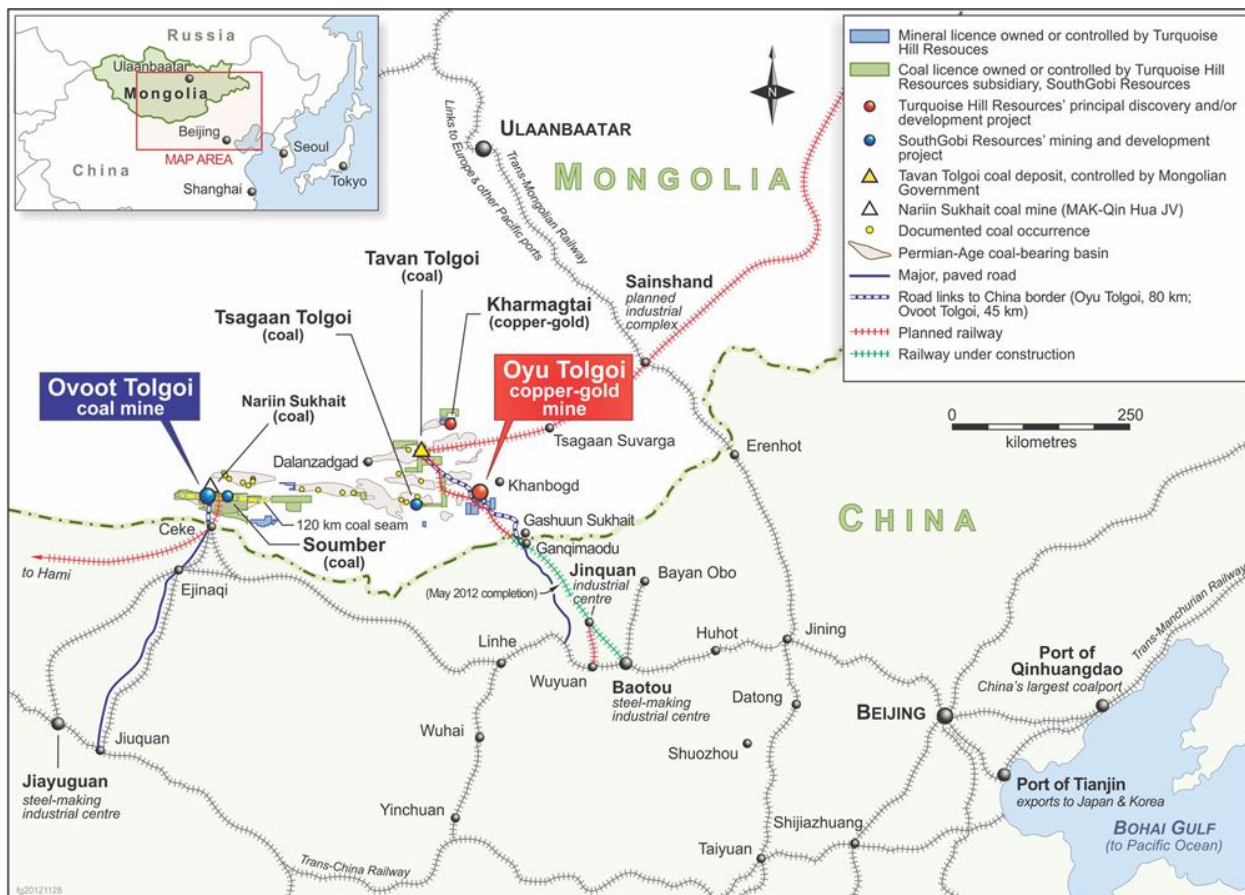 Russia
Ulaanbaatar
Mongolia
Beijing
MAP AREA
China
Seoul
Tokyo
Shanghai
N
Mineral licence owned or controlled by Turquoise
Hill Resouces
Coal licence owned or controlled by Turquoise Hill
Resources subsidiary, SouthGobi Resources
Turquoise Hill Resources' principal discovery and/or
development project
SouthGobi Resources' mining and development
project
Tavan Tolgoi coal deposit, controlled by Mongolian
Government
Nariin Sukhait coal mine (MAK-Qin Hua JV)
Documented coal occurrence
Permian-Age coal-bearing basin
Major, paved road
Road links to China border (Oyu Tolgoi, 80 km;
Ovoot Tolgoi, 45 km)
Planned railway
Railway under construction
0 250
kilometres
ULAANBAATAR
MONGOLIA
Links to Europe & other Pacific ports
Trans-Mongolian Railway
Sainshand
planned
industrial
complex
Tavan Tolgoi
(coal)
Kharmagtai
(copper-gold)
Tsagaan Tolgoi
(coal)
Oyu Tolgoi
copper-gold
mine
Ovoot Tolgoi
coal mine
Nariin Sukhait
(coal)
Tsagaan Suvarga
Erenhot
Dalanzadgad
Khanbogd
120 km coal seam
Soumber
(coal)
Ceke
Gashuun Sukhait
Ganqimaodu
CHINA
to Hami
Ejinaqi
(May 2012 completion)
Jinquan
industrial
centre
Bayan Obo
Linhe
Huhot
Jining
Wuyuan
Baotou
steel-making
industrial centre
Datong
BEIJING
Port of
Qinhuangdao
China's largest coalport
Trans-Manchurian Railway
Wuhai
Shuozhou
Jiuquan
Jiayuguan
steel-making
industrial centre
Port of Tianjin
exports to Japan & Korea
Yinchuan
Shijiazhuang
Taiyuan
BOHAI GULF
(to Pacific Ocean)
Trans-China Railway
fg20121128